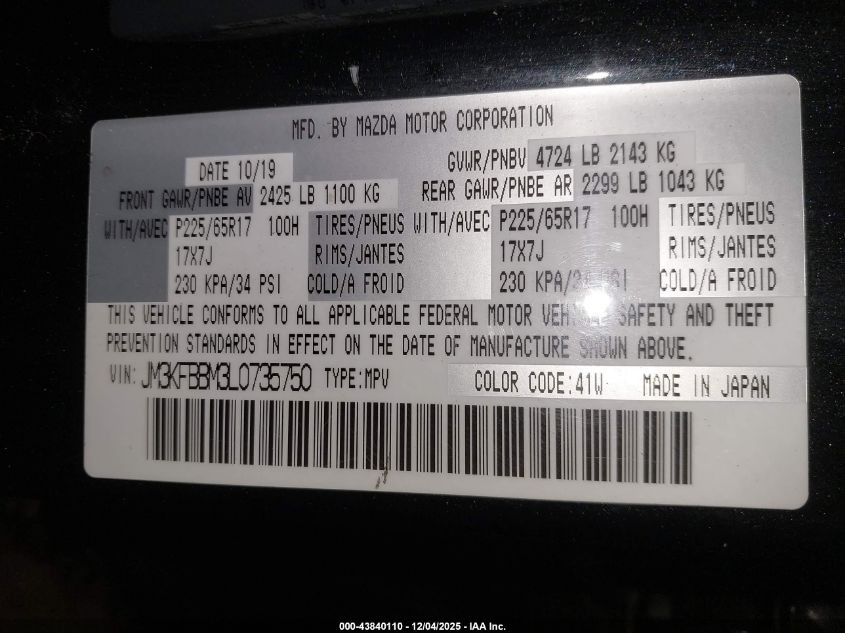 MFD. BY MAZDA MOTOR CORPORATION
DATE 10/19 GVWR/PNBV 4724 LB 2143 KG
FRONT GAWR/PNBE AV 2425 LB 1100 KG REAR GAWR/PNBE AR 2299 LB 1043 KG
WITH/AVEC P225/65R17 100H TIRES/PNEUS WITH/AVEC P225/65R17 100H TIRES/PNEUS
17X7J RIMS/JANTES 17X7J RIMS/JANTES
230 KPA/34 PSI COLD/A FROID 230 KPA/34 PSI COLD/A FROID
THIS VEHICLE CONFORMS TO ALL APPLICABLE FEDERAL MOTOR VEHICLE SAFETY AND THEFT
PREVENTION STANDARDS IN EFFECT ON THE DATE OF MANUFACTURE SHOWN ABOVE.
VIN: JM3KFBBM3L0735750 TYPE:MPV COLOR CODE:41W MADE IN JAPAN
000-43840110 - 12/04/2025 - IAA Inc.